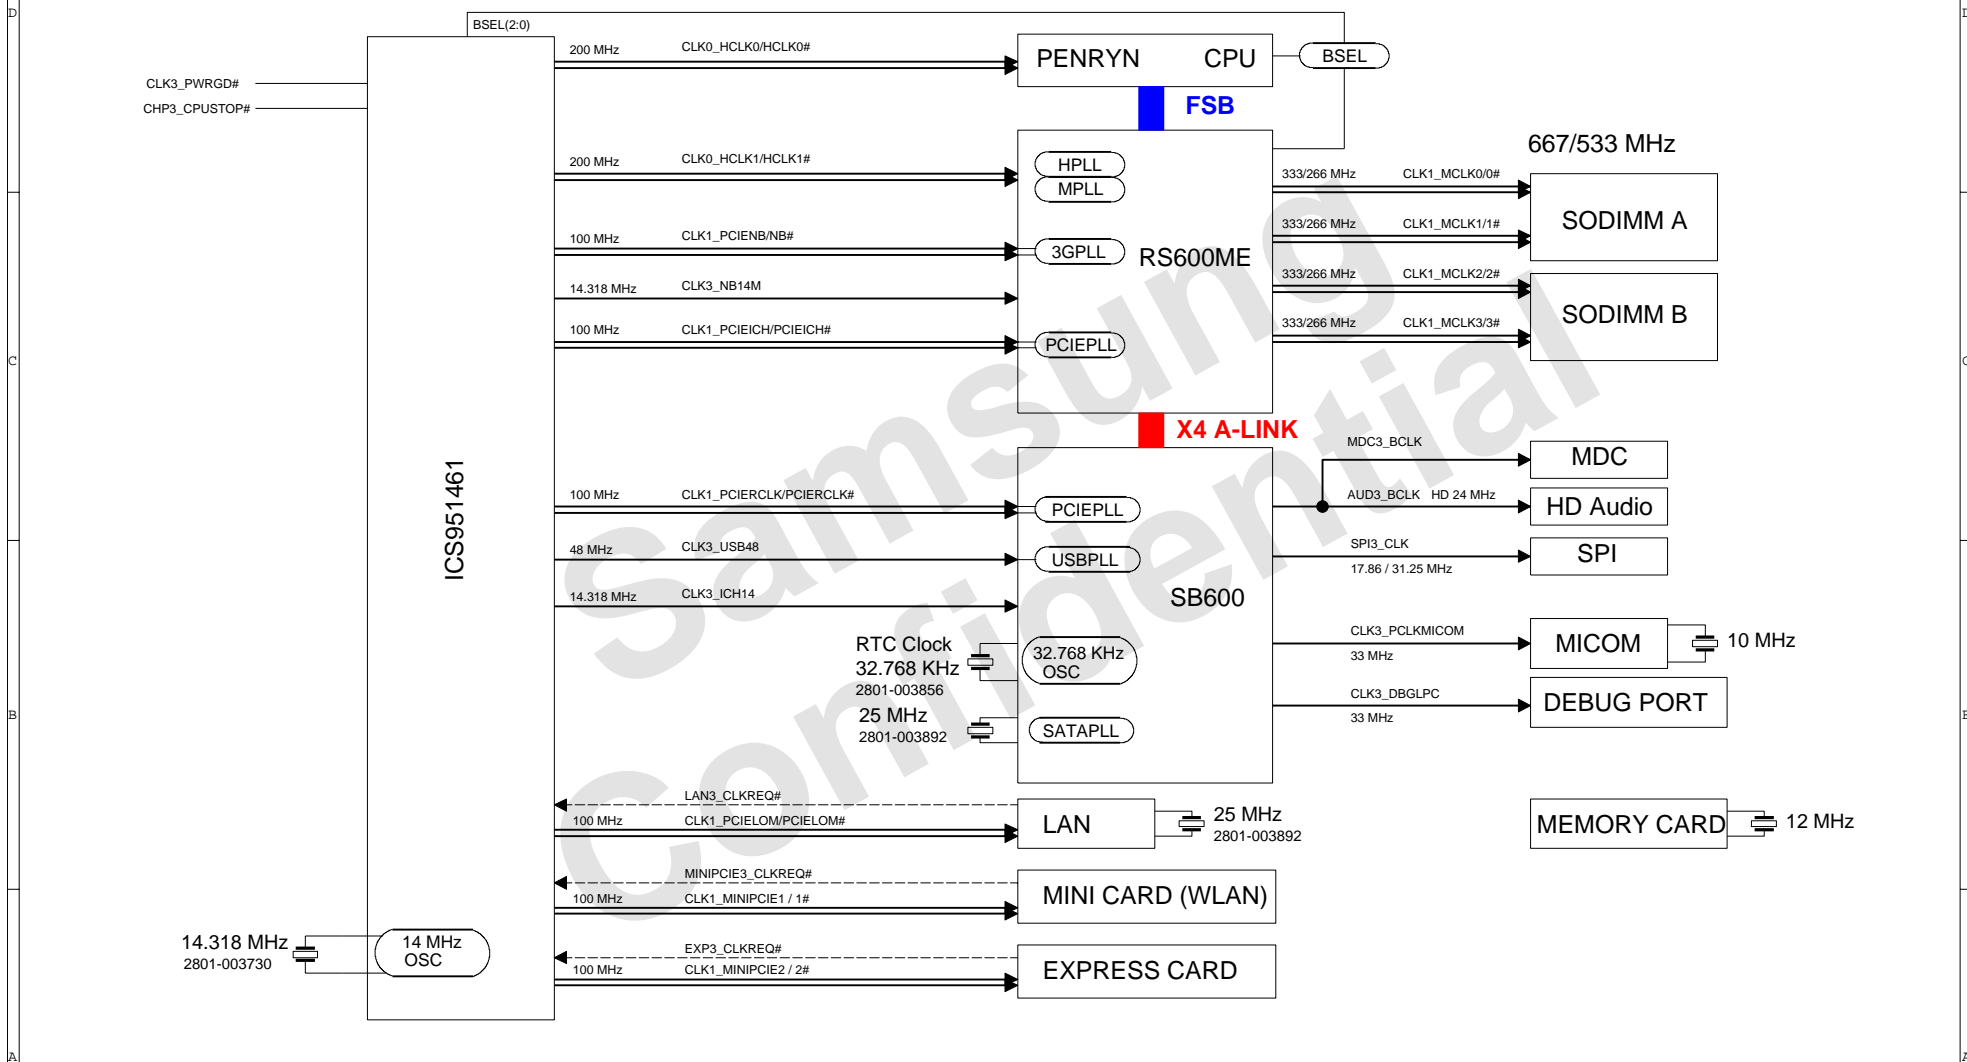 D
D
BSEL(2:0)
200 MHz
CLK0_HCLK0/HCLK0#
PENRYN CPU
BSEL
CLK3_PWRGD#
CHP3_CPUSTOP#
FSB
667/533 MHz
200 MHz
CLK0_HCLK1/HCLK1#
HPLL
MPLL
333/266 MHz
CLK1_MCLK0/0#
SODIMM A
333/266 MHz
CLK1_MCLK1/1#
100 MHz
CLK1_PCIENB/NB#
3GPLL
RS600ME
333/266 MHz
CLK1_MCLK2/2#
14.318 MHz
CLK3_NB14M
SODIMM B
333/266 MHz
CLK1_MCLK3/3#
100 MHz
CLK1_PCIEICH/PCIEICH#
PCIEPLL
C
C
X4 A-LINK
MDC3_BCLK
MDC
ICS951461
100 MHz
CLK1_PCIERCLK/PCIERCLK#
PCIEPLL
AUD3_BCLK HD 24 MHz
HD Audio
48 MHz
CLK3_USB48
USBPLL
SPI3_CLK
17.86 / 31.25 MHz
SPI
14.318 MHz
CLK3_ICH14
SB600
RTC Clock
32.768 KHz
2801-003856
32.768 KHz
OSC
CLK3_PCLKMICOM
33 MHz
MICOM
10 MHz
25 MHz
2801-003892
SATAPLL
CLK3_DBGLPC
33 MHz
DEBUG PORT
B
B
LAN3_CLKREQ#
100 MHz
CLK1_PCIELOM/PCIELOM#
LAN
25 MHz
2801-003892
MEMORY CARD
12 MHz
MINIPCIE3_CLKREQ#
100 MHz
CLK1_MINIPCIE1 / 1#
MINI CARD (WLAN)
14.318 MHz
2801-003730
14 MHz
OSC
EXP3_CLKREQ#
100 MHz
CLK1_MINIPCIE2 / 2#
EXPRESS CARD
A
A
Samsung
Confidential